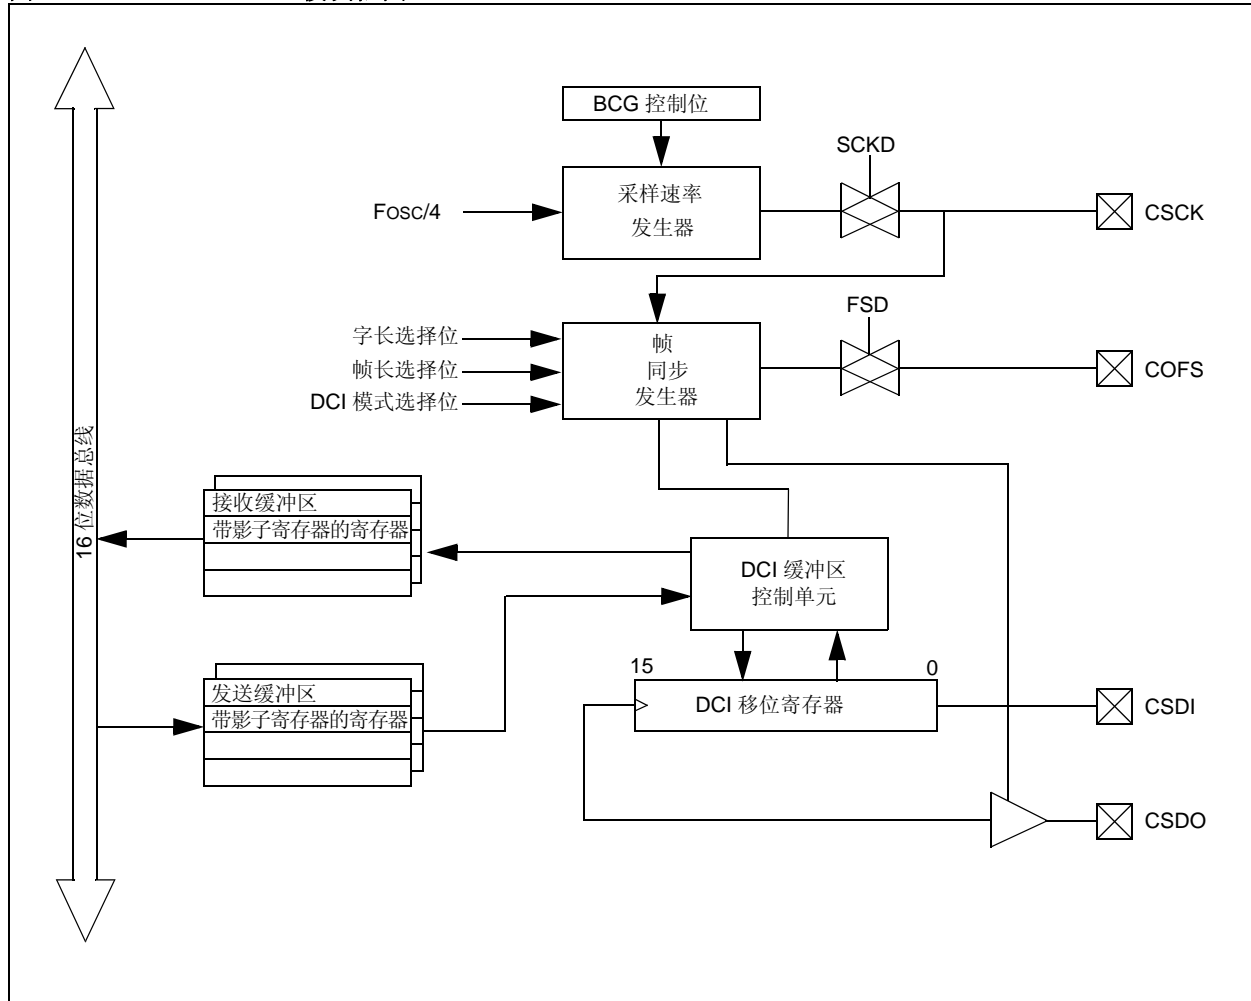 BCG 控制位
SCKD
采样速率
发生器
FOSC/4
CSCK
FSD
字长选择位
帧长选择位
DCI 模式选择位
帧
同步
发生器
COFS
16 位数据总线
接收缓冲区
带影子寄存器的寄存器
DCI 缓冲区
控制单元
15
0
发送缓冲区
带影子寄存器的寄存器
DCI 移位寄存器
CSDI
CSDO